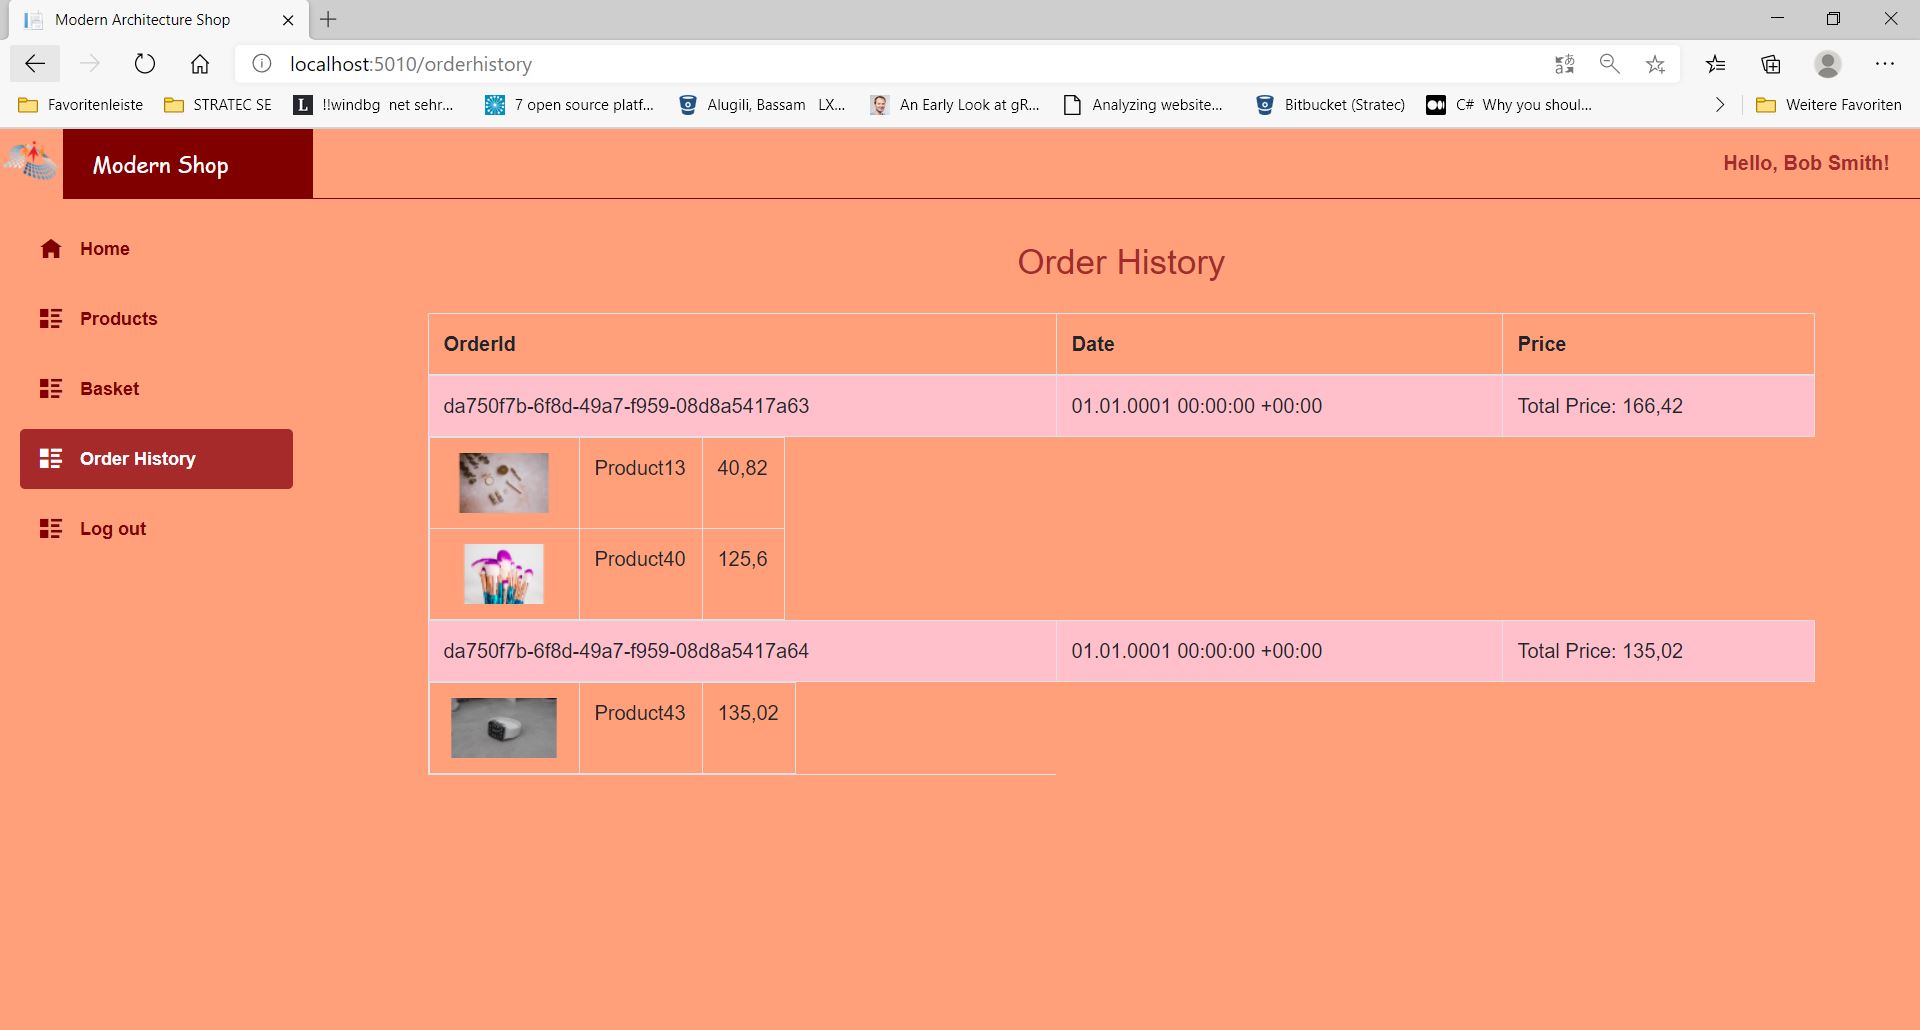 Modern Architecture Shop
localhost:5010/orderhistory
Favoritenleiste STRATEC SE !!windbg net sehr... 7 open source platf... Alugili, Bassam LX... An Early Look at gR... Analyzing website... Bitbucket (Stratec) C# Why you shoul... Weitere Favoriten
Modern Shop
Hello, Bob Smith!
Home
Products
Basket
Order History
Log out
Order History
OrderId Date Price
da750f7b-6f8d-49a7-f959-08d8a5417a63 01.01.0001 00:00:00 +00:00 Total Price: 166,42
Product13 40,82
Product40 125,6
da750f7b-6f8d-49a7-f959-08d8a5417a64 01.01.0001 00:00:00 +00:00 Total Price: 135,02
Product43 135,02